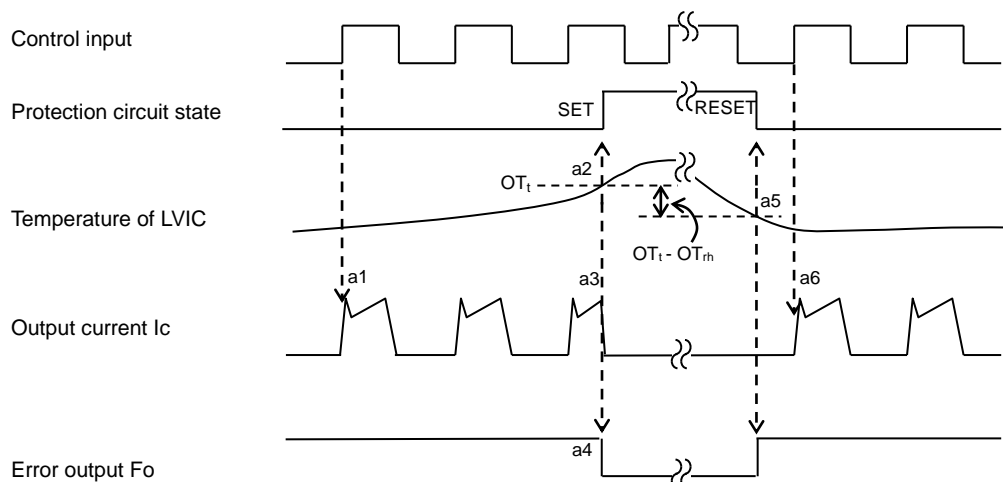 Control input
Protection circuit state
SET
RESET
a2
OTt
a5
Temperature of LVIC
OTt - OTrh
a1
a3
a6
Output current Ic
a4
Error output Fo